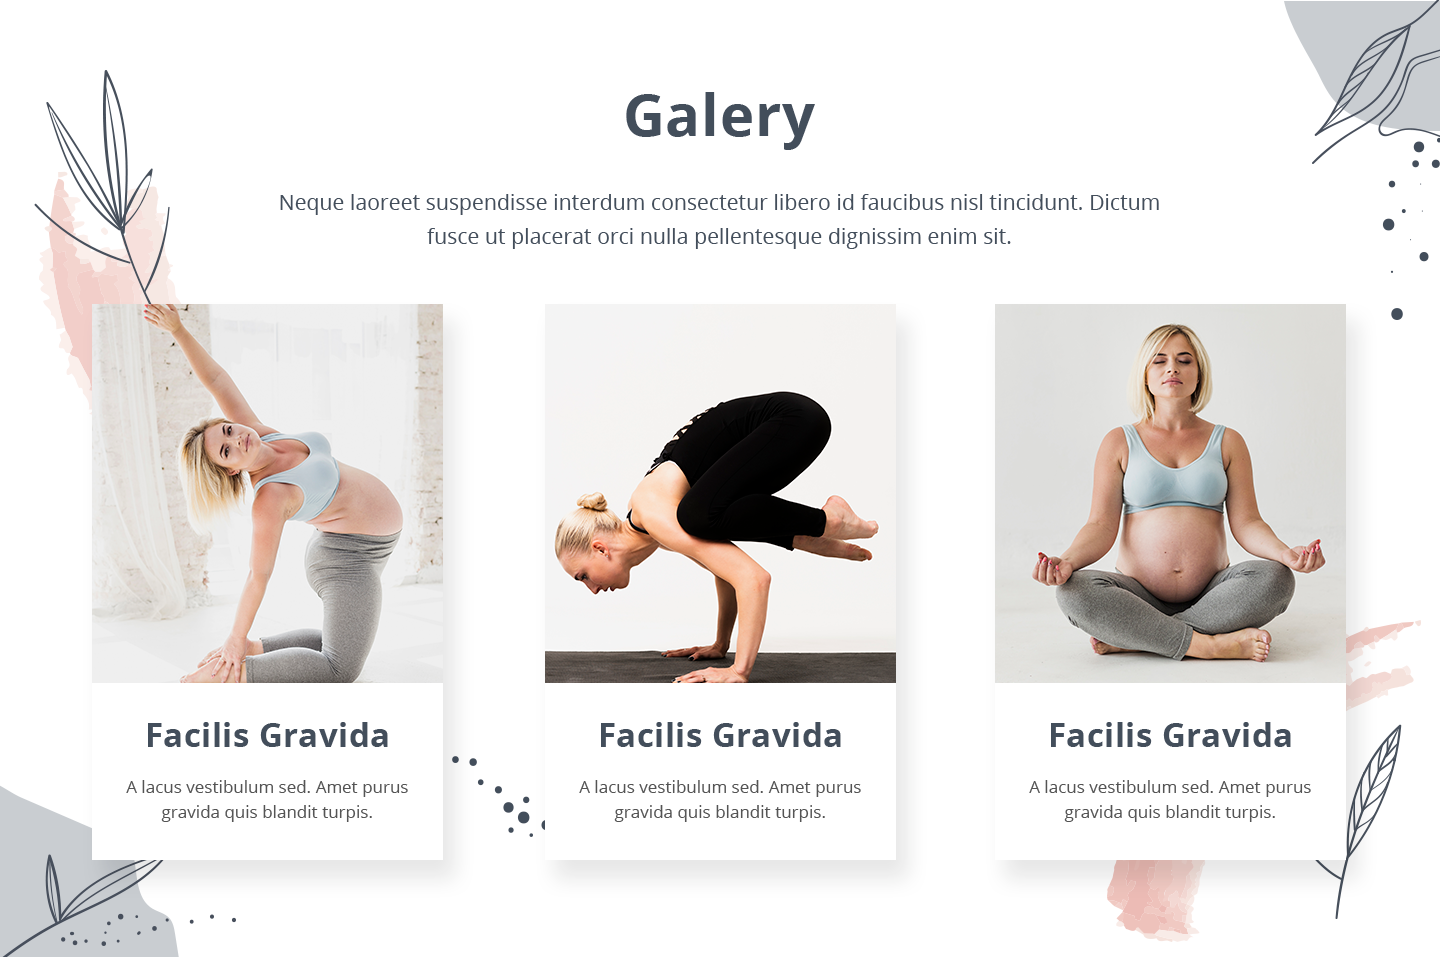 Galery
Neque laoreet suspendisse interdum consectetur libero id faucibus nisl tincidunt. Dictum
fusce ut placerat orci nulla pellentesque dignissim enim sit.
Facilis Gravida
A lacus vestibulum sed. Amet purus
gravida quis blandit turpis.
Facilis Gravida
A lacus vestibulum sed. Amet purus
gravida quis blandit turpis.
Facilis Gravida
A lacus vestibulum sed. Amet purus
gravida quis blandit turpis.